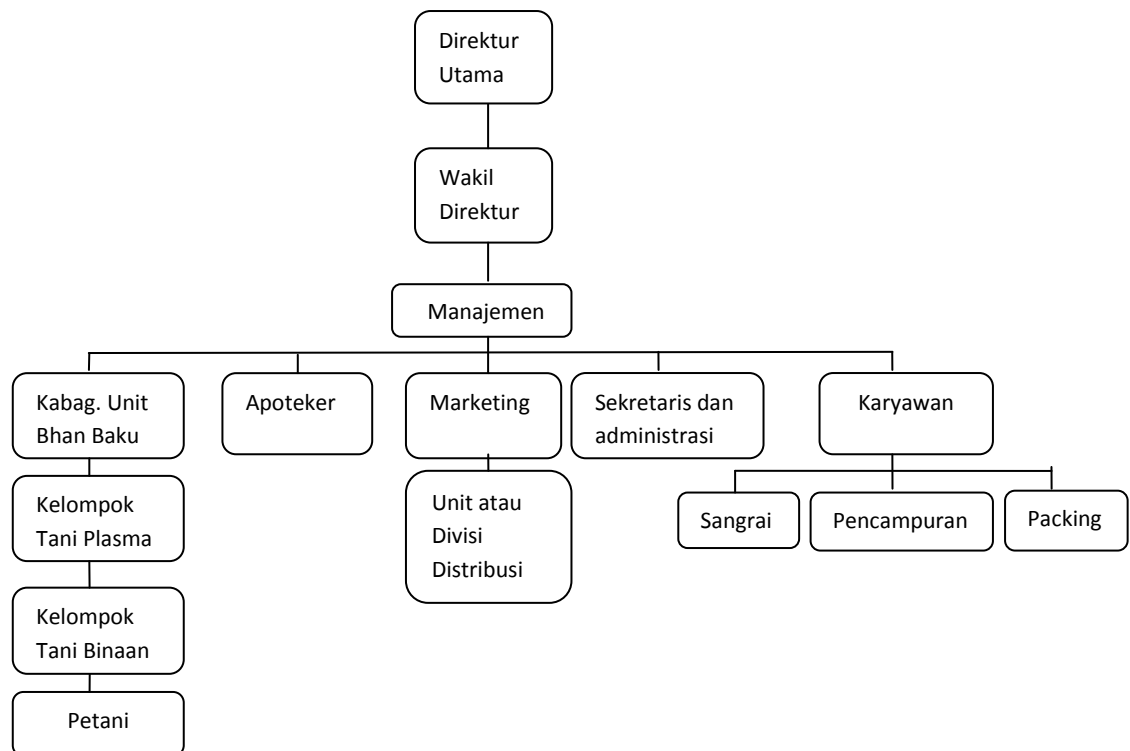 Direktur
Utama
Wakil
Direktur
Manajemen
Kabag. Unit
Bhan Baku
Apoteker
Marketing
Sekretaris dan
administrasi
Karyawan
Kelompok
Tani Plasma
Unit atau
Divisi
Distribusi
Sangrai
Pencampuran
Packing
Kelompok
Tani Binaan
Petani